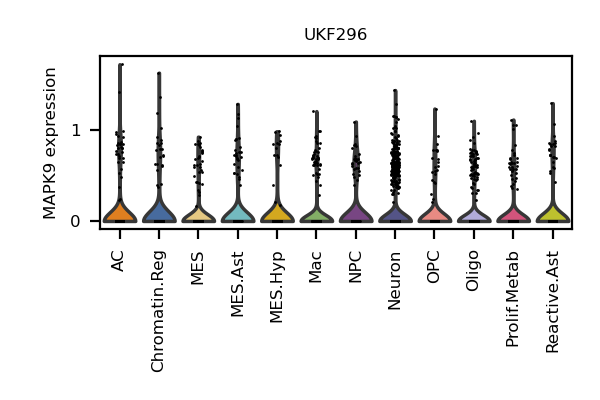 UKF296
MAPK9 expression
1
0
AC
Chromatin.Reg
MES
MES.Ast
MES.Hyp
Mac
NPC
Neuron
OPC
Oligo
Prolif.Metab
Reactive.Ast